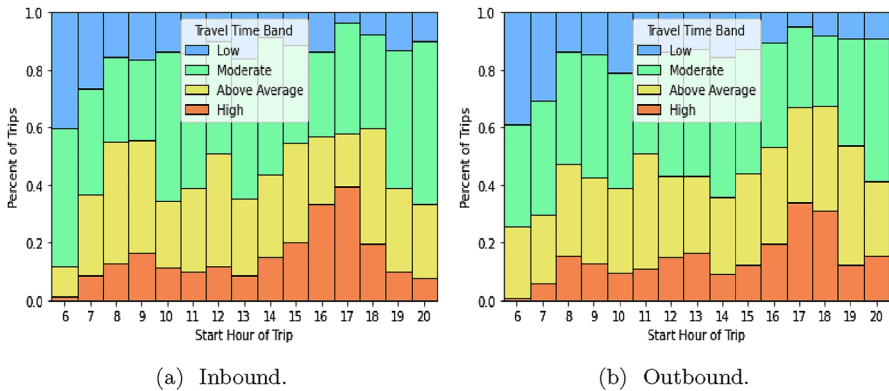 1.0
0.8
0.6
0.4
0.2
0.0
Percent of Trips
Travel Time Band
Low
Moderate
Above Average
High
6 7 8 9 10 11 12 13 14 15 16 17 18 19 20
Start Hour of Trip
(a) Inbound.
1.0
0.8
0.6
0.4
0.2
0.0
Percent of Trips
Travel Time Band
Low
Moderate
Above Average
High
6 7 8 9 10 11 12 13 14 15 16 17 18 19 20
Start Hour of Trip
(b) Outbound.